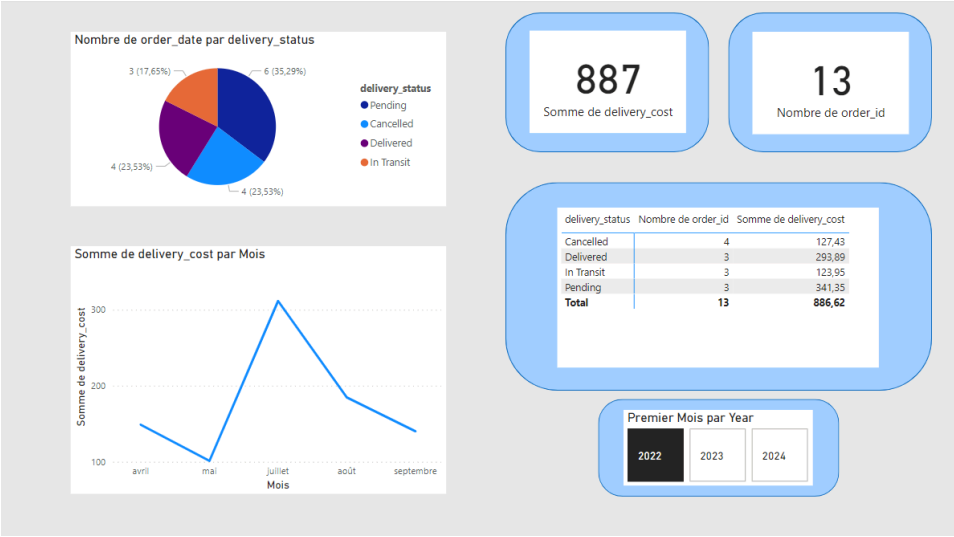 Nombre de order_date par delivery_status
3 (17,65%)
6 (35,29%)
4 (23,53%)
4 (23,53%)
delivery_status
Pending
Cancelled
Delivered
In Transit
887
Somme de delivery_cost
13
Nombre de order_id
delivery_status Nombre de order_id Somme de delivery_cost
Cancelled 4 127,43
Delivered 3 293,89
In Transit 3 123,95
Pending 3 341,35
Total 13 886,62
Somme de delivery_cost par Mois
Somme de delivery_cost
300
200
100
avril mai juillet août septembre
Mois
Premier Mois par Year
2022 2023 2024